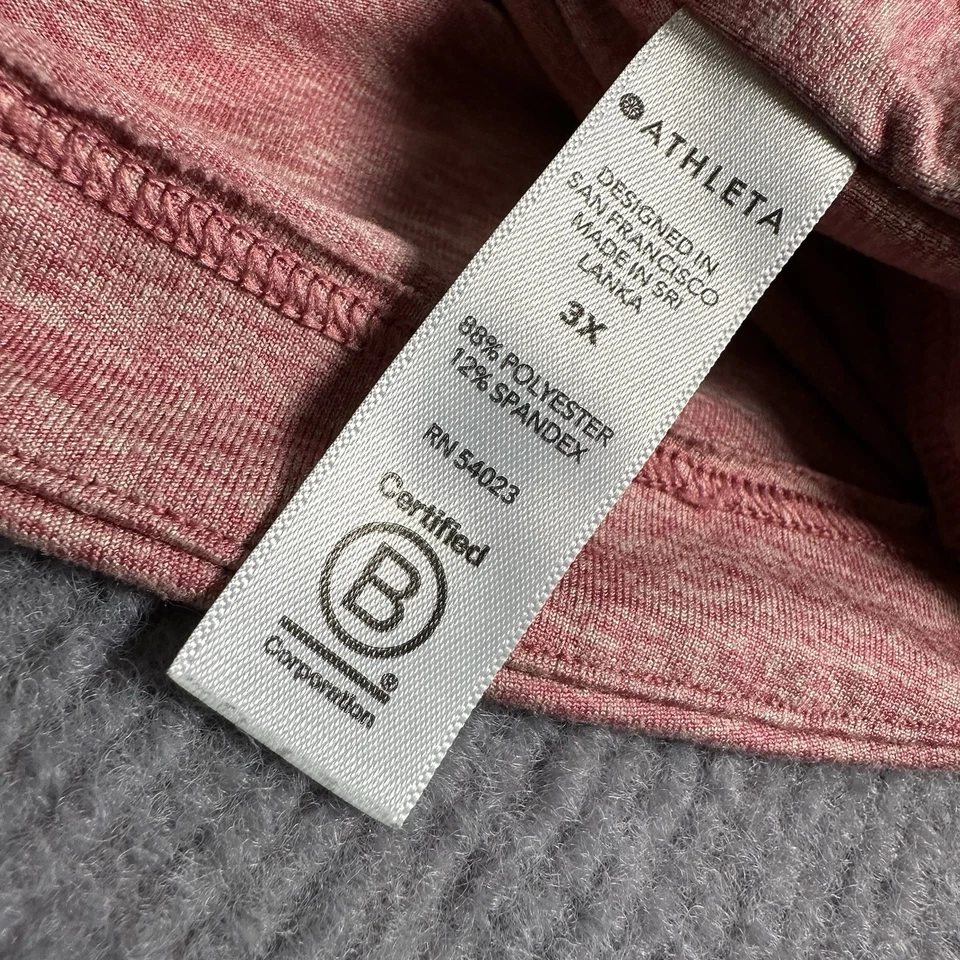 ATHLETA
DESIGNED IN
SAN FRANCISCO
MADE IN SRI
LANKA
3X
88% POLYESTER
12% SPANDEX
RN 54023
Certified
B
®
Corporation